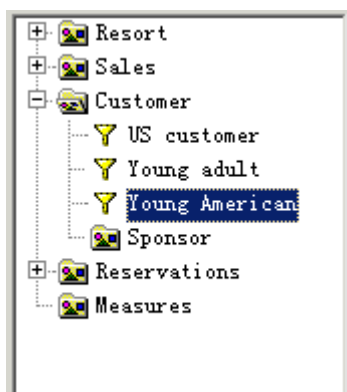 Resort
Sales
Customer
US customer
Young adult
Young American
Sponsor
Reservations
Measures